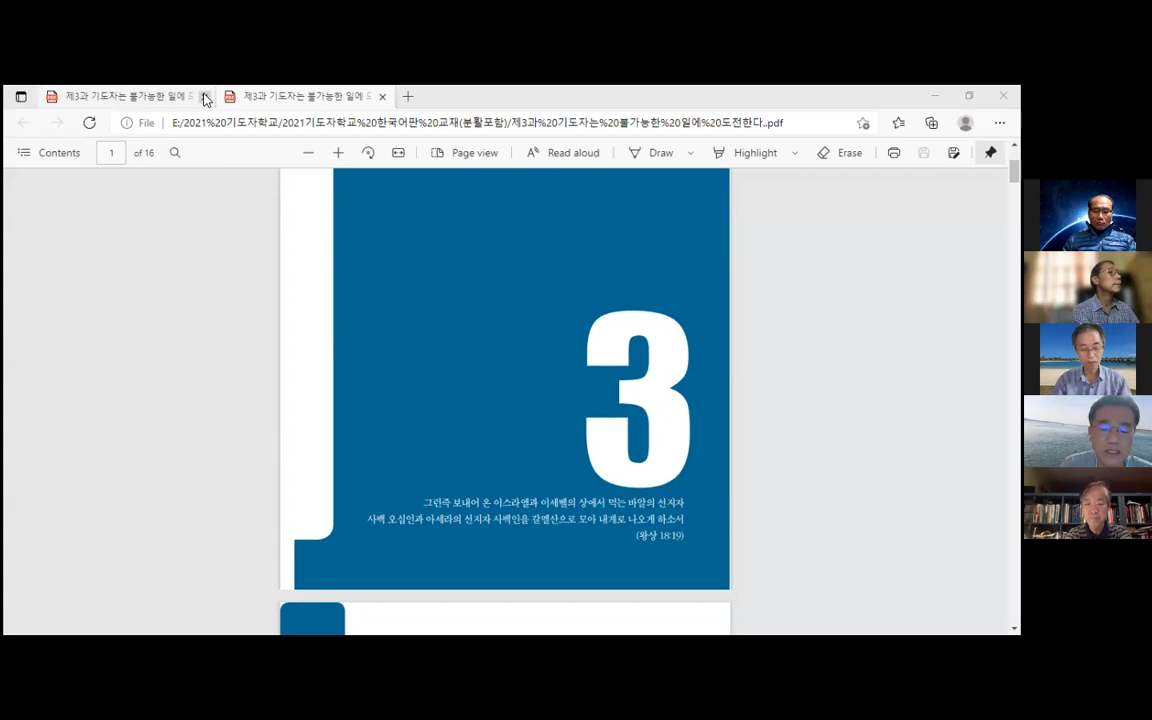 제3과 기도자는 불가능한 일에 도
제3과 기도자는 불가능한 일에 도
File
E:/2021%20기도자학교/2021기도자학교%20한국어판%20교재(분활포함)/제3과%20기도자는%20불가능한%20일에%20도전한다..pdf
Contents
1
of 16
Page view
Read aloud
Draw
Highlight
Erase
3
그런즉 보내어 온 이스라엘과 이세벨의 상에서 먹는 바알의 선지자
사백 오십인과 아세라의 선지자 사백인을 갈멜산으로 모아 내게로 나오게 하소서
(왕상 18:19)